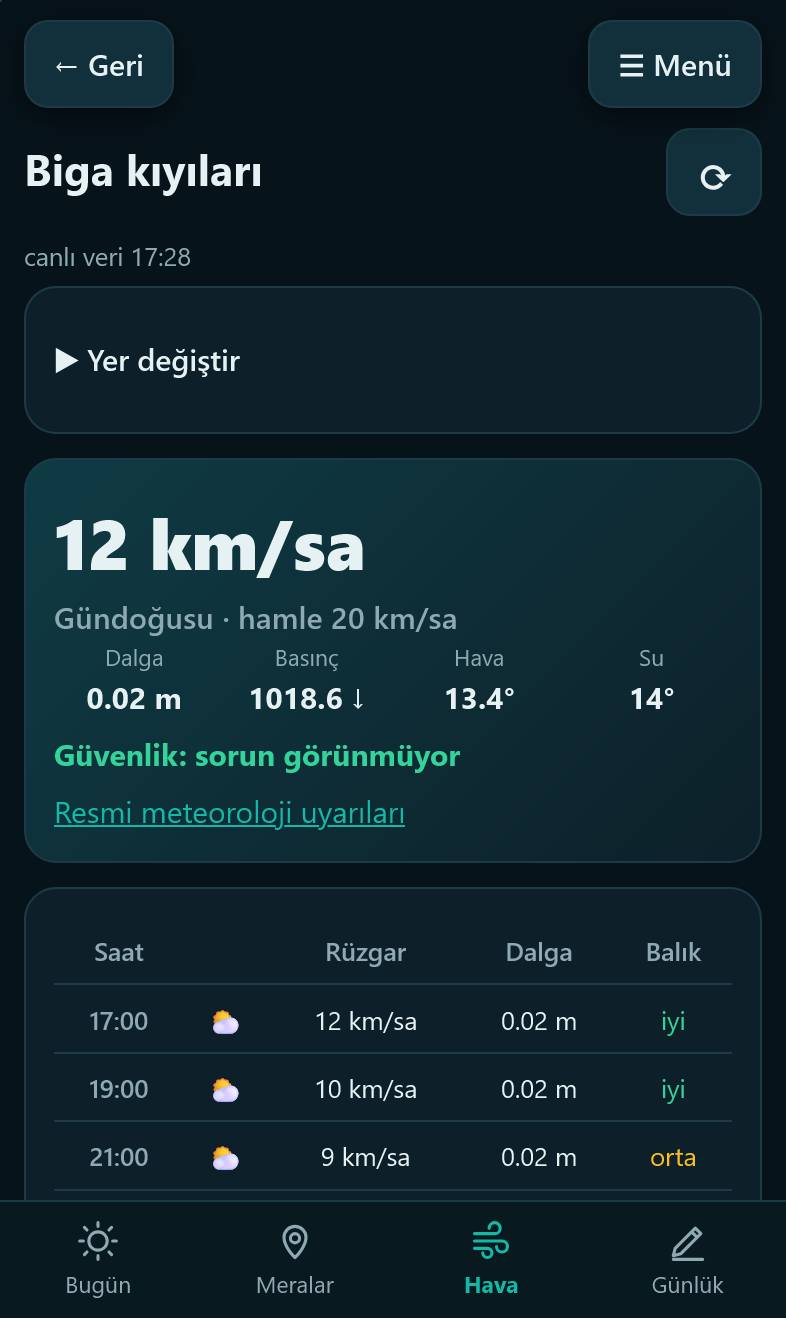 ← Geri
☰ Menü
Biga kıyıları
⟳
canlı veri 17:28
▶ Yer değiştir
12 km/sa
Gündoğusu · hamle 20 km/sa
Dalga Basınç Hava Su
0.02 m 1018.6 ↓ 13.4° 14°
Güvenlik: sorun görünmüyor
Resmi meteoroloji uyarıları
Saat Rüzgar Dalga Balık
17:00 12 km/sa 0.02 m iyi
19:00 10 km/sa 0.02 m iyi
21:00 9 km/sa 0.02 m orta
Bugün Meralar Hava Günlük